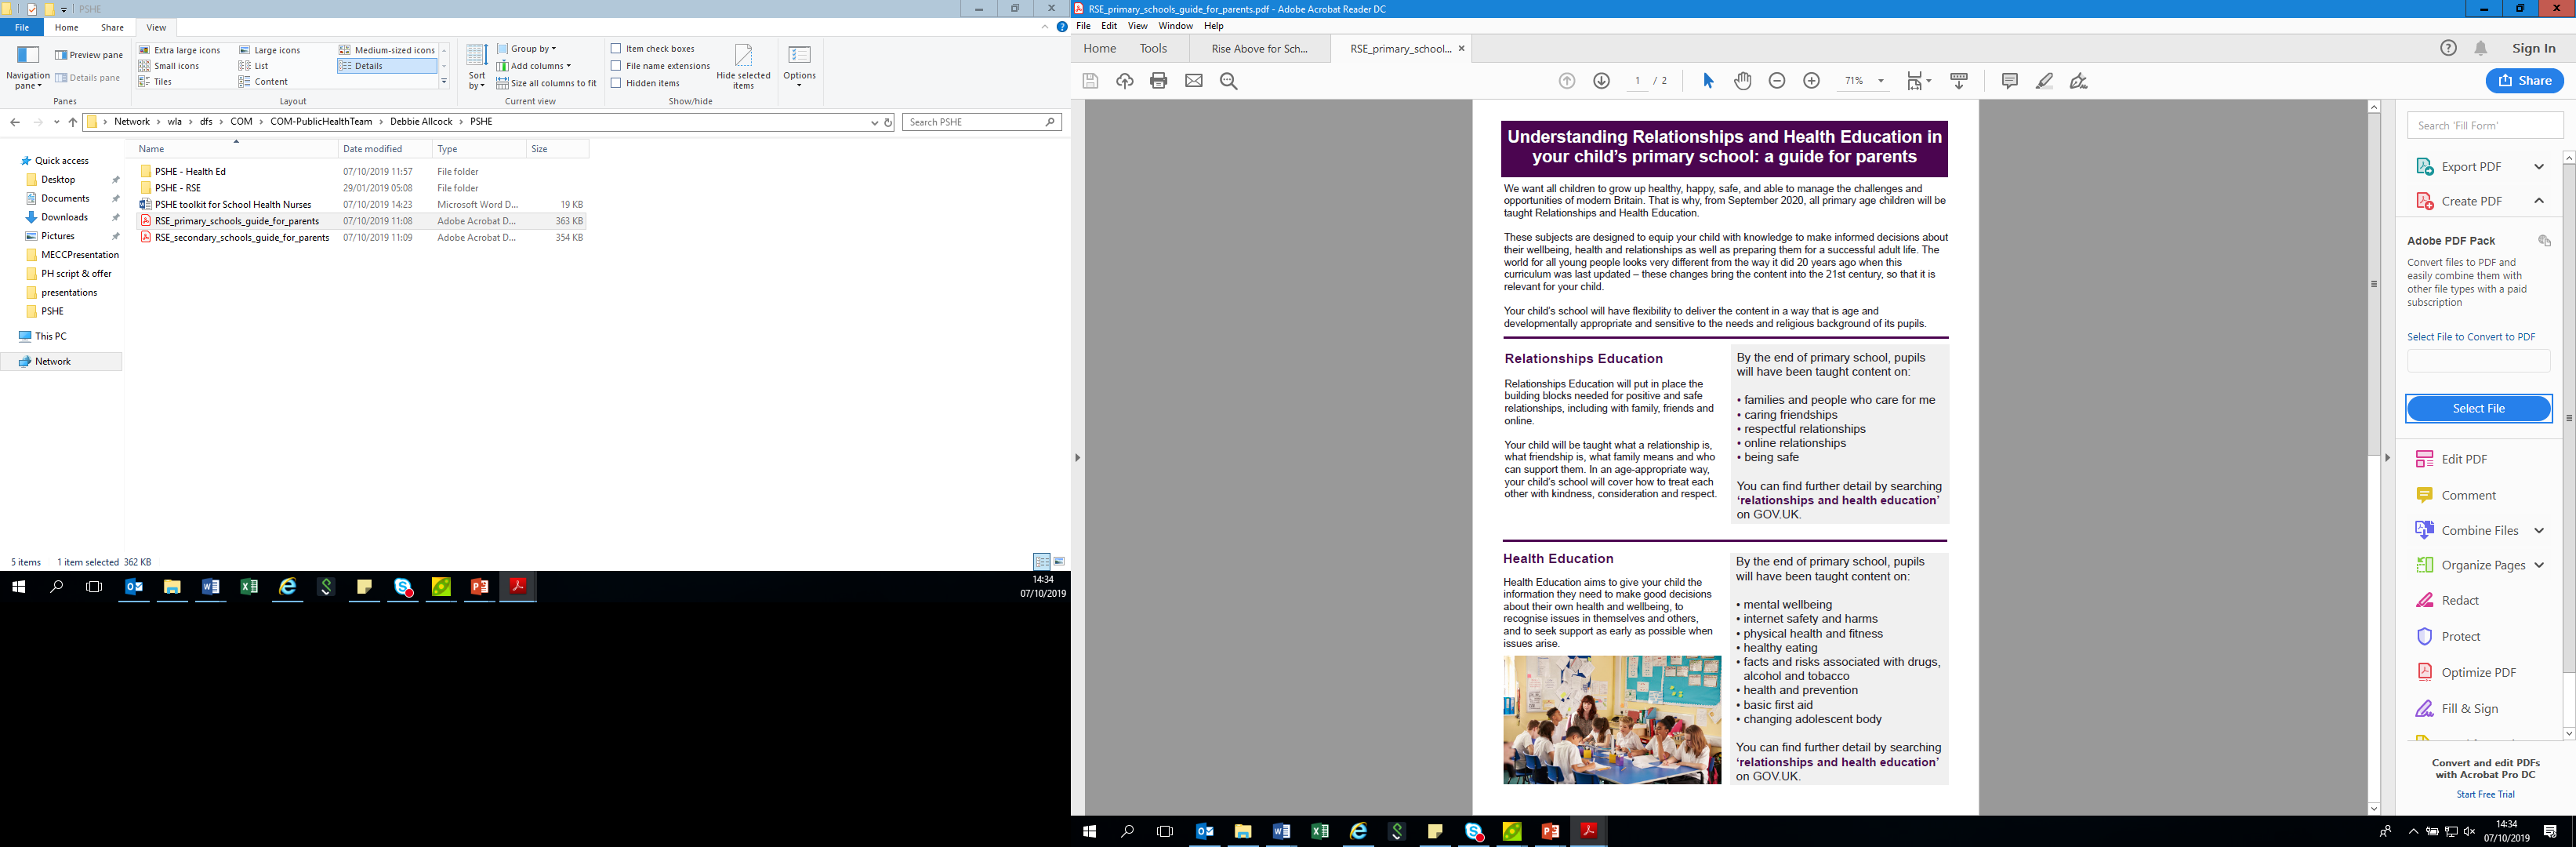 PSHE
File Home Share View
Navigation pane
Preview pane
Details pane
Panes
Extra large icons Large icons Medium-sized icons
Small icons List Details
Tiles Content
Layout
Sort by
Group by
Add columns
Size all columns to fit
Current view
Item check boxes
File name extensions
Hidden items
Hide selected items
Show/hide
Options
Network wla dfs COM COM-PublicHealthTeam Debbie Allcock PSHE
Search PSHE
Quick access
Desktop
Documents
Downloads
Pictures
MECCPresentation
PH script & offer
presentations
PSHE
This PC
Network
Name Date modified Type Size
PSHE - Health Ed 07/10/2019 11:57 File folder
PSHE - RSE 29/01/2019 05:08 File folder
PSHE toolkit for School Health Nurses 07/10/2019 14:23 Microsoft Word D... 19 KB
RSE_primary_schools_guide_for_parents 07/10/2019 11:08 Adobe Acrobat D... 363 KB
RSE_secondary_schools_guide_for_parents 07/10/2019 11:09 Adobe Acrobat D... 354 KB
5 items 1 item selected 362 KB
14:34
07/10/2019
RSE_primary_schools_guide_for_parents.pdf - Adobe Acrobat Reader DC
File Edit View Window Help
Home Tools Rise Above for Sch... RSE_primary_school...
Sign In
1 / 2
71%
Share
Understanding Relationships and Health Education in
your child's primary school: a guide for parents
We want all children to grow up healthy, happy, safe, and able to manage the challenges and
opportunities of modern Britain. That is why, from September 2020, all primary age children will be
taught Relationships and Health Education.
These subjects are designed to equip your child with knowledge to make informed decisions about
their wellbeing, health and relationships as well as preparing them for a successful adult life. The
world for all young people looks very different from the way it did 20 years ago when this
curriculum was last updated – these changes bring the content into the 21st century, so that it is
relevant for your child.
Your child's school will have flexibility to deliver the content in a way that is age and
developmentally appropriate and sensitive to the needs and religious background of its pupils.
Relationships Education
Relationships Education will put in place the
building blocks needed for positive and safe
relationships, including with family, friends and
online.
Your child will be taught what a relationship is,
what friendship is, what family means and who
can support them. In an age-appropriate way,
your child's school will cover how to treat each
other with kindness, consideration and respect.
By the end of primary school, pupils
will have been taught content on:
• families and people who care for me
• caring friendships
• respectful relationships
• online relationships
• being safe
You can find further detail by searching
'relationships and health education'
on GOV.UK.
Health Education
Health Education aims to give your child the
information they need to make good decisions
about their own health and wellbeing, to
recognise issues in themselves and others,
and to seek support as early as possible when
issues arise.
By the end of primary school, pupils
will have been taught content on:
• mental wellbeing
• internet safety and harms
• physical health and fitness
• healthy eating
• facts and risks associated with drugs,
alcohol and tobacco
• health and prevention
• basic first aid
• changing adolescent body
You can find further detail by searching
'relationships and health education'
on GOV.UK.
Search 'Fill Form'
Export PDF
Create PDF
Adobe PDF Pack
Convert files to PDF and
easily combine them with
other file types with a paid
subscription
Select File to Convert to PDF
Select File
Edit PDF
Comment
Combine Files
Organize Pages
Redact
Protect
Optimize PDF
Fill & Sign
Convert and edit PDFs
with Acrobat Pro DC
Start Free Trial
14:34
07/10/2019